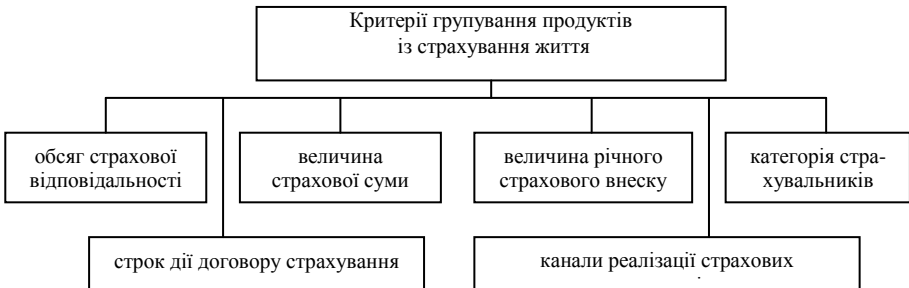 Критерії групування продуктів
із страхування життя
обсяг страхової
відповідальності
величина
страхової суми
величина річного
страхового внеску
категорія стра-
хувальників
строк дії договору страхування
канали реалізації страхових